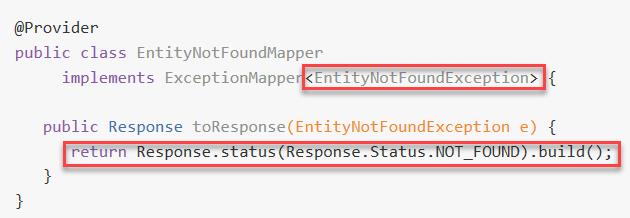 @Provider
public class EntityNotFoundMapper
implements ExceptionMapper<EntityNotFoundException> {
public Response toResponse(EntityNotFoundException e) {
return Response.status(Response.Status.NOT_FOUND).build();
}
}